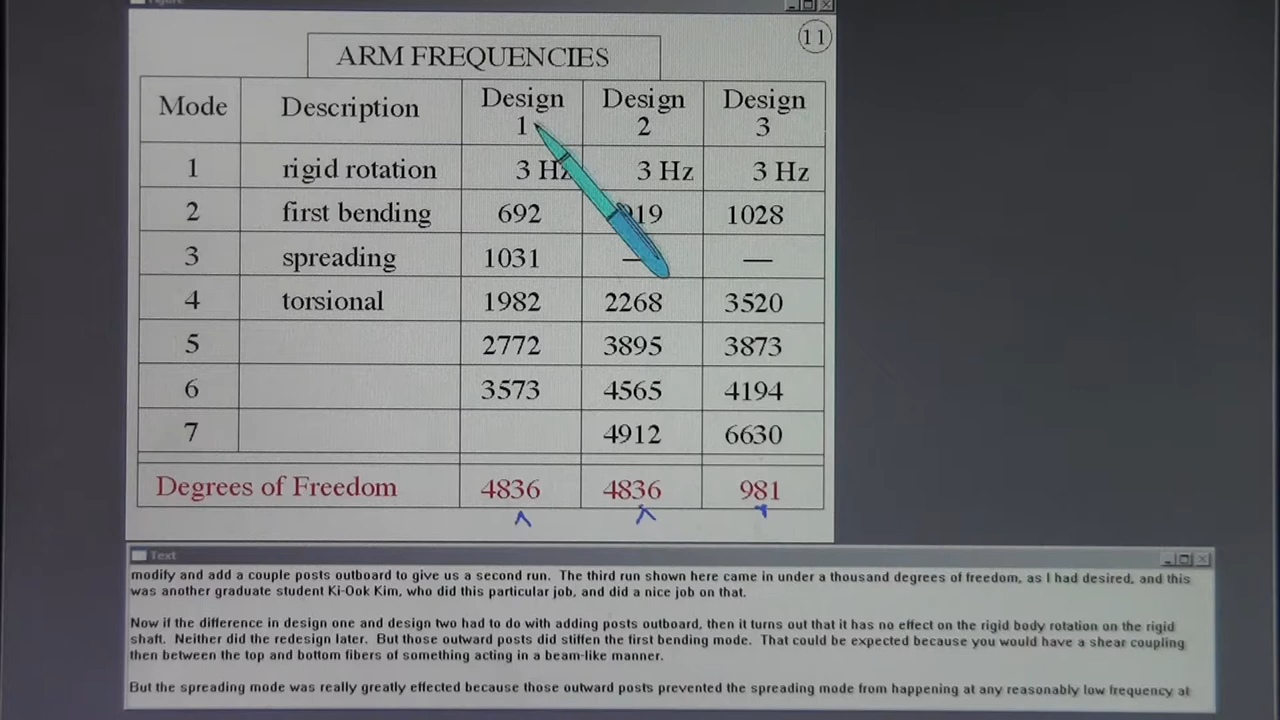 11
ARM FREQUENCIES
Mode Description Design 1 Design 2 Design 3
1 rigid rotation 3 Hz 3 Hz 3 Hz
2 first bending 692 1028
3 spreading 1031 — —
4 torsional 1982 2268 3520
5 2772 3895 3873
6 3573 4565 4194
7 4912 6630
Degrees of Freedom 4836 4836 981
Text
modify and add a couple posts outboard to give us a second run. The third run shown here came in under a thousand degrees of freedom, as I had desired, and this
was another graduate student Ki-Ook Kim, who did this particular job, and did a nice job on that.
Now if the difference in design one and design two had to do with adding posts outboard, then it turns out that it has no effect on the rigid body rotation on the rigid
shaft. Neither did the redesign later. But those outward posts did stiffen the first bending mode. That could be expected because you would have a shear coupling
then between the top and bottom fibers of something acting in a beam-like manner.
But the spreading mode was really greatly effected because those outward posts prevented the spreading mode from happening at any reasonably low frequency at